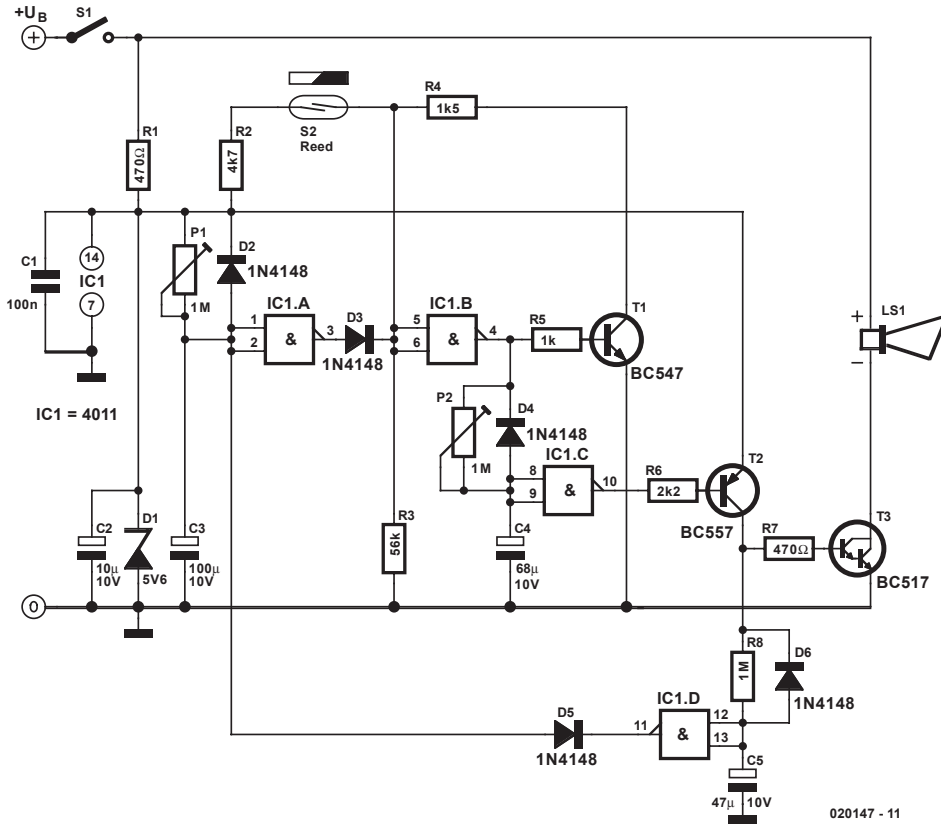 +UB
S1
R1
470Ω
R2
4k7
S2
Reed
R4
1k5
C1
100n
14
IC1
7
P1
1M
D2
1N4148
IC1.A
1
2
&
3
D3
1N4148
IC1.B
5
6
&
4
R5
1k
T1
BC547
+
LS1
–
IC1 = 4011
P2
1M
D4
1N4148
IC1.C
8
9
&
10
R6
2k2
T2
BC557
R7
470Ω
T3
BC517
C2
10µ
10V
D1
5V6
C3
100µ
10V
R3
56k
C4
68µ
10V
0
R8
1M
D6
1N4148
D5
1N4148
IC1.D
11
&
12
13
C5
47µ 10V
020147 - 11